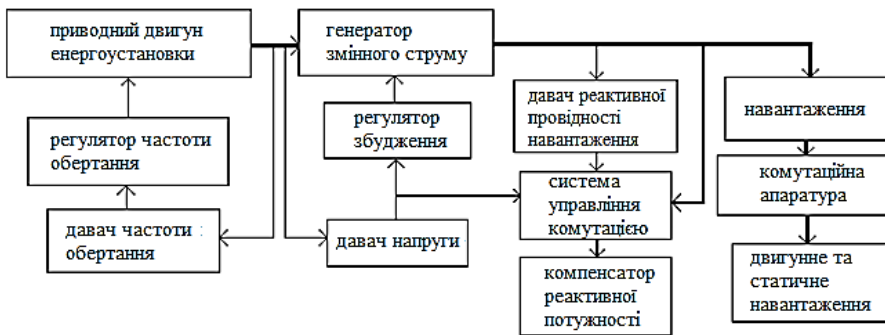 приводний двигун
енергоустановки
генератор
змінного струму
регулятор частоти
обертання
регулятор
збудження
давач реактивної
провідності
навантаження
навантаження
давач частоти :
обертання
давач напруги
система
управління
комутацією
комутаційна
апаратура
компенсатор
реактивної
потужності
двигунне та
статичне
навантаження